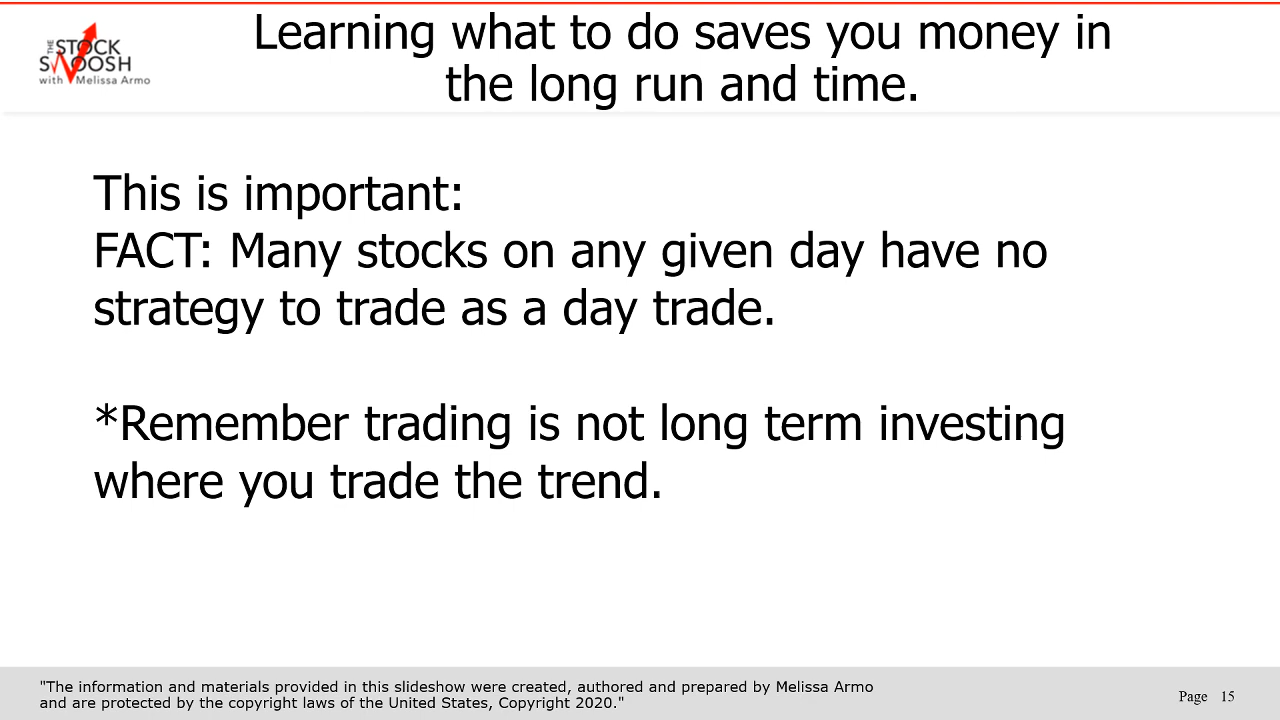 THE
STOCK
SWOOSH
with Melissa Armo
Learning what to do saves you money in
the long run and time.
This is important:
FACT: Many stocks on any given day have no
strategy to trade as a day trade.
*Remember trading is not long term investing
where you trade the trend.
"The information and materials provided in this slideshow were created, authored and prepared by Melissa Armo
and are protected by the copyright laws of the United States, Copyright 2020."
Page 15